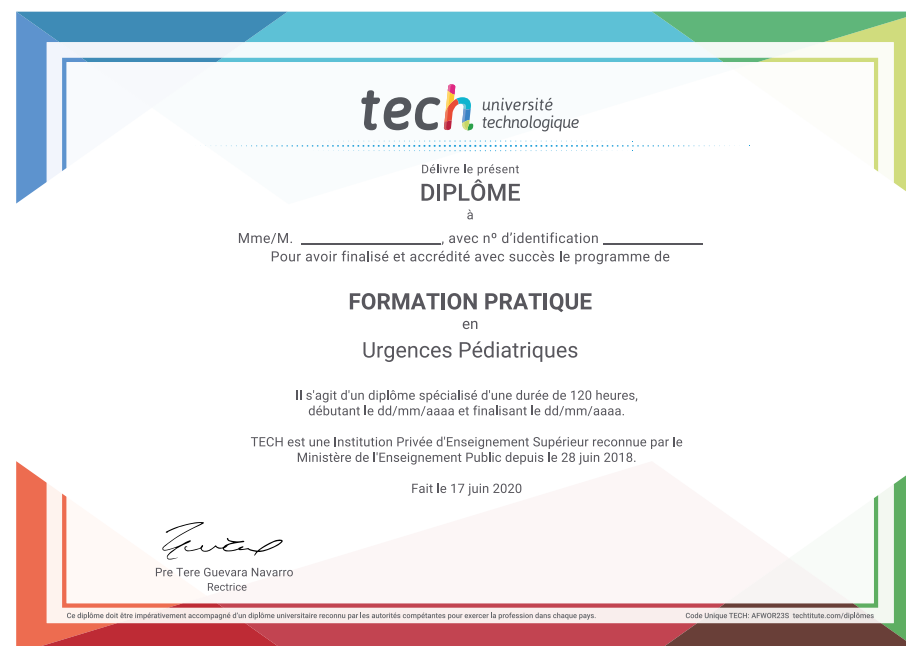 tech université
technologique
Délivre le présent
DIPLÔME
à
Mme/M. ____________________, avec nº d'identification ______________
Pour avoir finalisé et accrédité avec succès le programme de
FORMATION PRATIQUE
en
Urgences Pédiatriques
Il s'agit d'un diplôme spécialisé d'une durée de 120 heures,
débutant le dd/mm/aaaa et finalisant le dd/mm/aaaa.
TECH est une Institution Privée d'Enseignement Supérieur reconnue par le
Ministère de l'Enseignement Public depuis le 28 juin 2018.
Fait le 17 juin 2020
Pre Tere Guevara Navarro
Rectrice
Ce diplôme doit être impérativement accompagné d'un diplôme universitaire reconnu par les autorités compétantes pour exercer la profession dans chaque pays. Code Unique TECH: AFWOR23S techtitute.com/diplômes